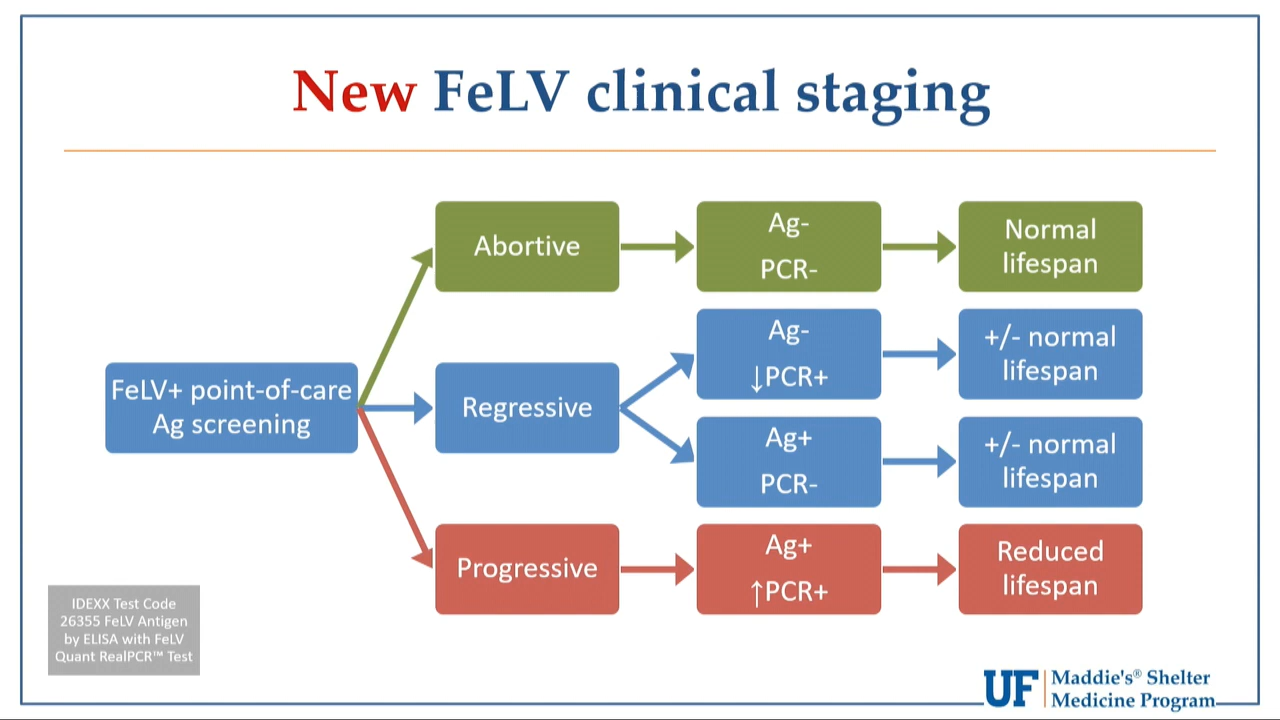 New FeLV clinical staging
Abortive
Ag-
PCR-
Normal
lifespan
FeLV+ point-of-care
Ag screening
Regressive
Ag-
↓PCR+
+/- normal
lifespan
Ag+
PCR-
+/- normal
lifespan
Progressive
Ag+
↑PCR+
Reduced
lifespan
IDEXX Test Code
26355 FeLV Antigen
by ELISA with FeLV
Quant RealPCR™ Test
UF
Maddie's® Shelter
Medicine Program